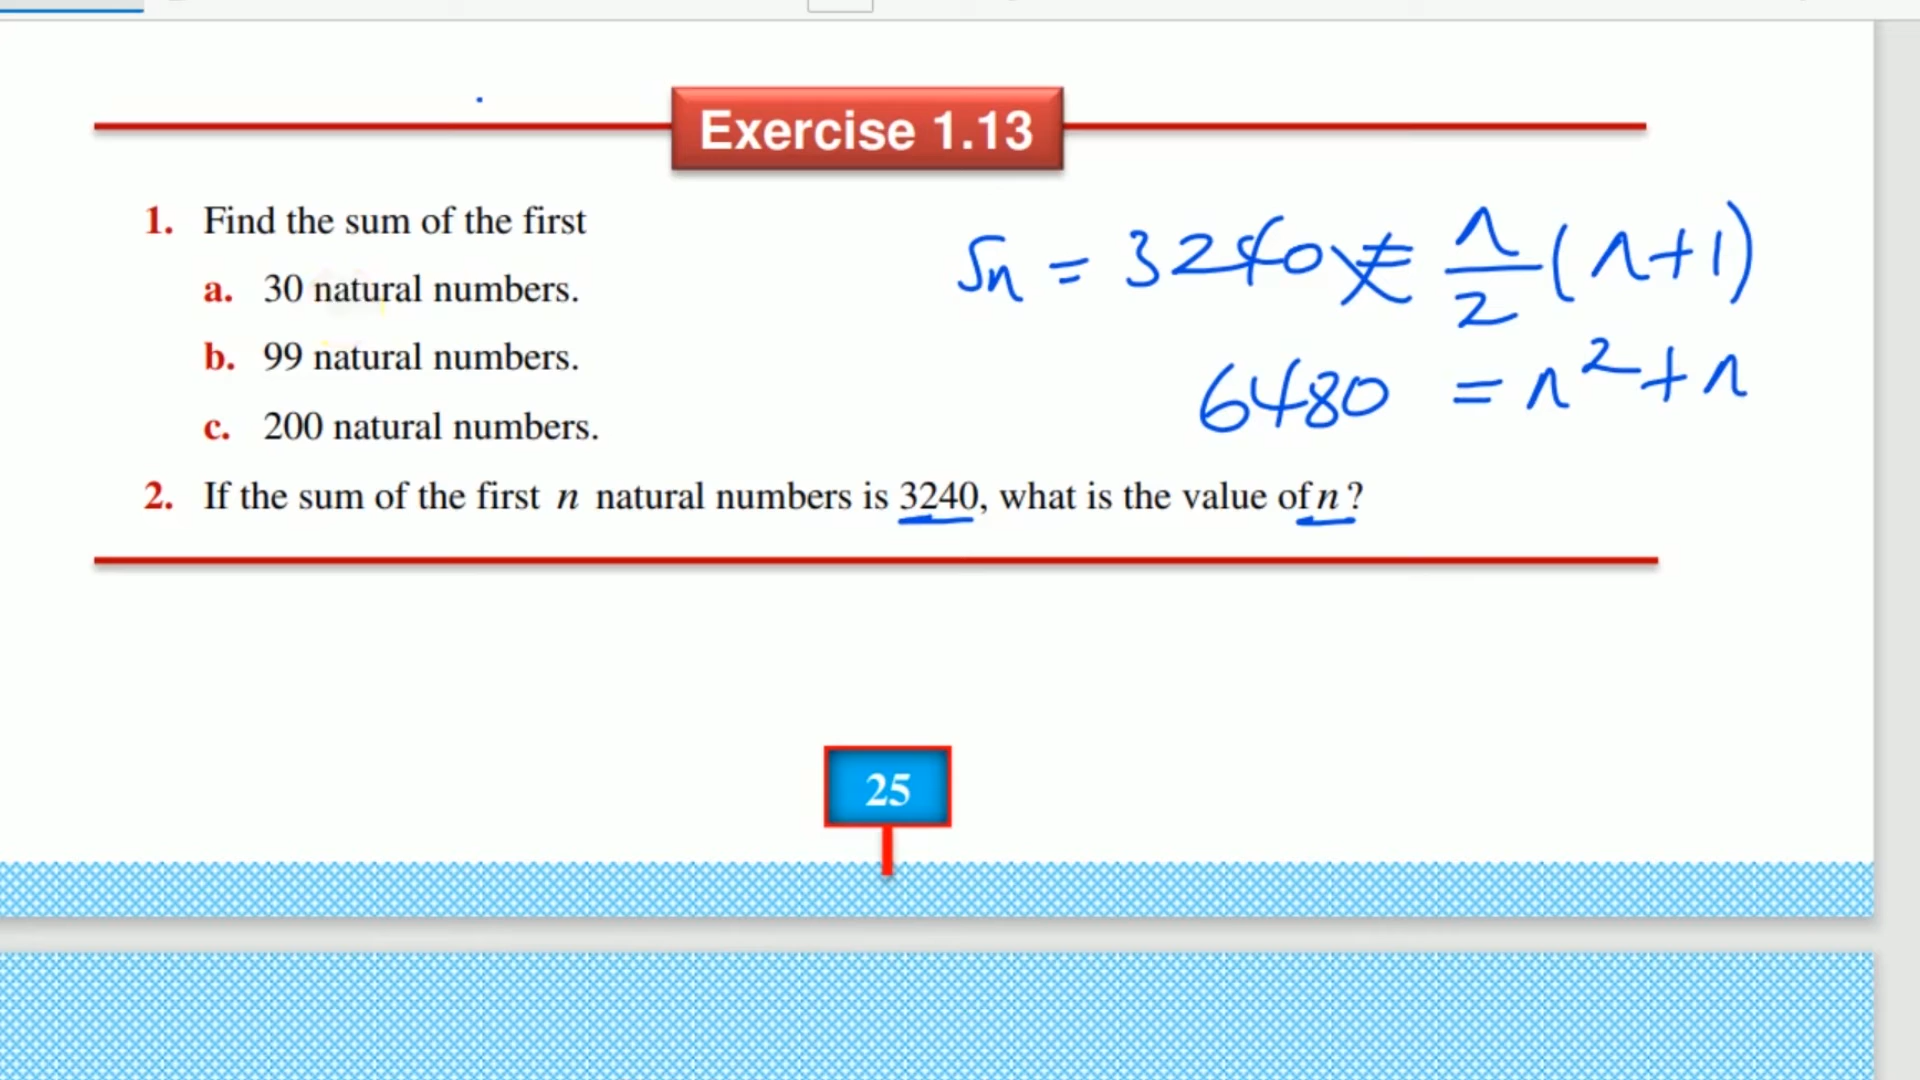 Exercise 1.13
1. Find the sum of the first
a. 30 natural numbers.
b. 99 natural numbers.
c. 200 natural numbers.
Sn = 3240 = n/2 (n+1)
6480 = n²+n
2. If the sum of the first n natural numbers is 3240, what is the value of n?
25